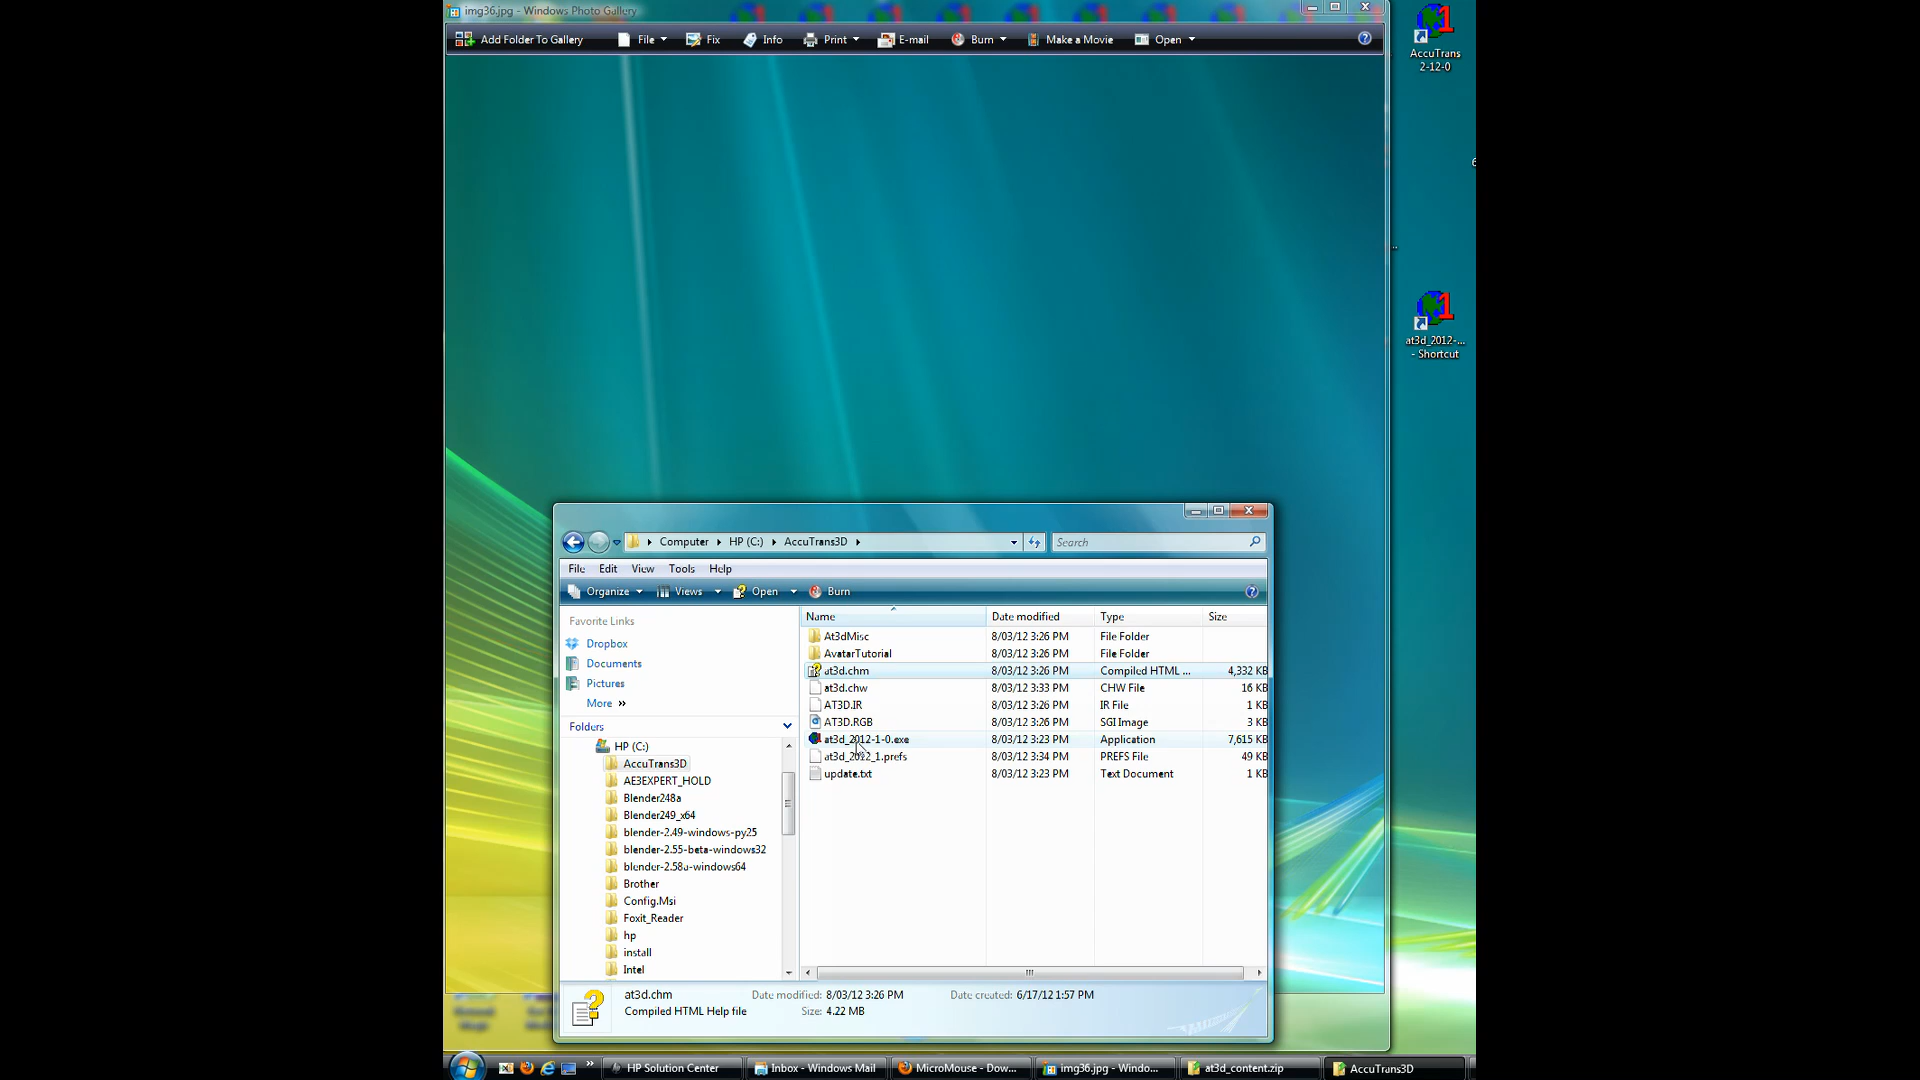 img36.jpg - Windows Photo Gallery
Add Folder To Gallery File Fix Info Print E-mail Burn Make a Movie Open
AccuTrans
2-12-0
6
at3d_2012-...
- Shortcut
Computer HP (C:) AccuTrans3D Search
File Edit View Tools Help
Organize Views Open Burn
Favorite Links
Dropbox
Documents
Pictures
More »
Folders
HP (C:)
AccuTrans3D
AE3EXPERT_HOLD
Blender248a
Blender249_x64
blender-2.49-windows-py25
blender-2.55-beta-windows32
blender-2.58a-windows64
Brother
Config.Msi
Foxit_Reader
hp
install
Intel
Name Date modified Type Size
At3dMisc 8/03/12 3:26 PM File Folder
AvatarTutorial 8/03/12 3:26 PM File Folder
at3d.chm 8/03/12 3:26 PM Compiled HTML ... 4,332 KB
at3d.chw 8/03/12 3:33 PM CHW File 16 KB
AT3D.IR 8/03/12 3:26 PM IR File 1 KB
AT3D.RGB 8/03/12 3:26 PM SGI Image 3 KB
at3d_2012-1-0.exe 8/03/12 3:23 PM Application 7,615 KB
at3d_2012_1.prefs 8/03/12 3:34 PM PREFS File 49 KB
update.txt 8/03/12 3:23 PM Text Document 1 KB
at3d.chm Date modified: 8/03/12 3:26 PM Date created: 6/17/12 1:57 PM
Compiled HTML Help file Size: 4.22 MB
» HP Solution Center Inbox - Windows Mail MicroMouse - Dow... img36.jpg - Windo... at3d_content.zip AccuTrans3D